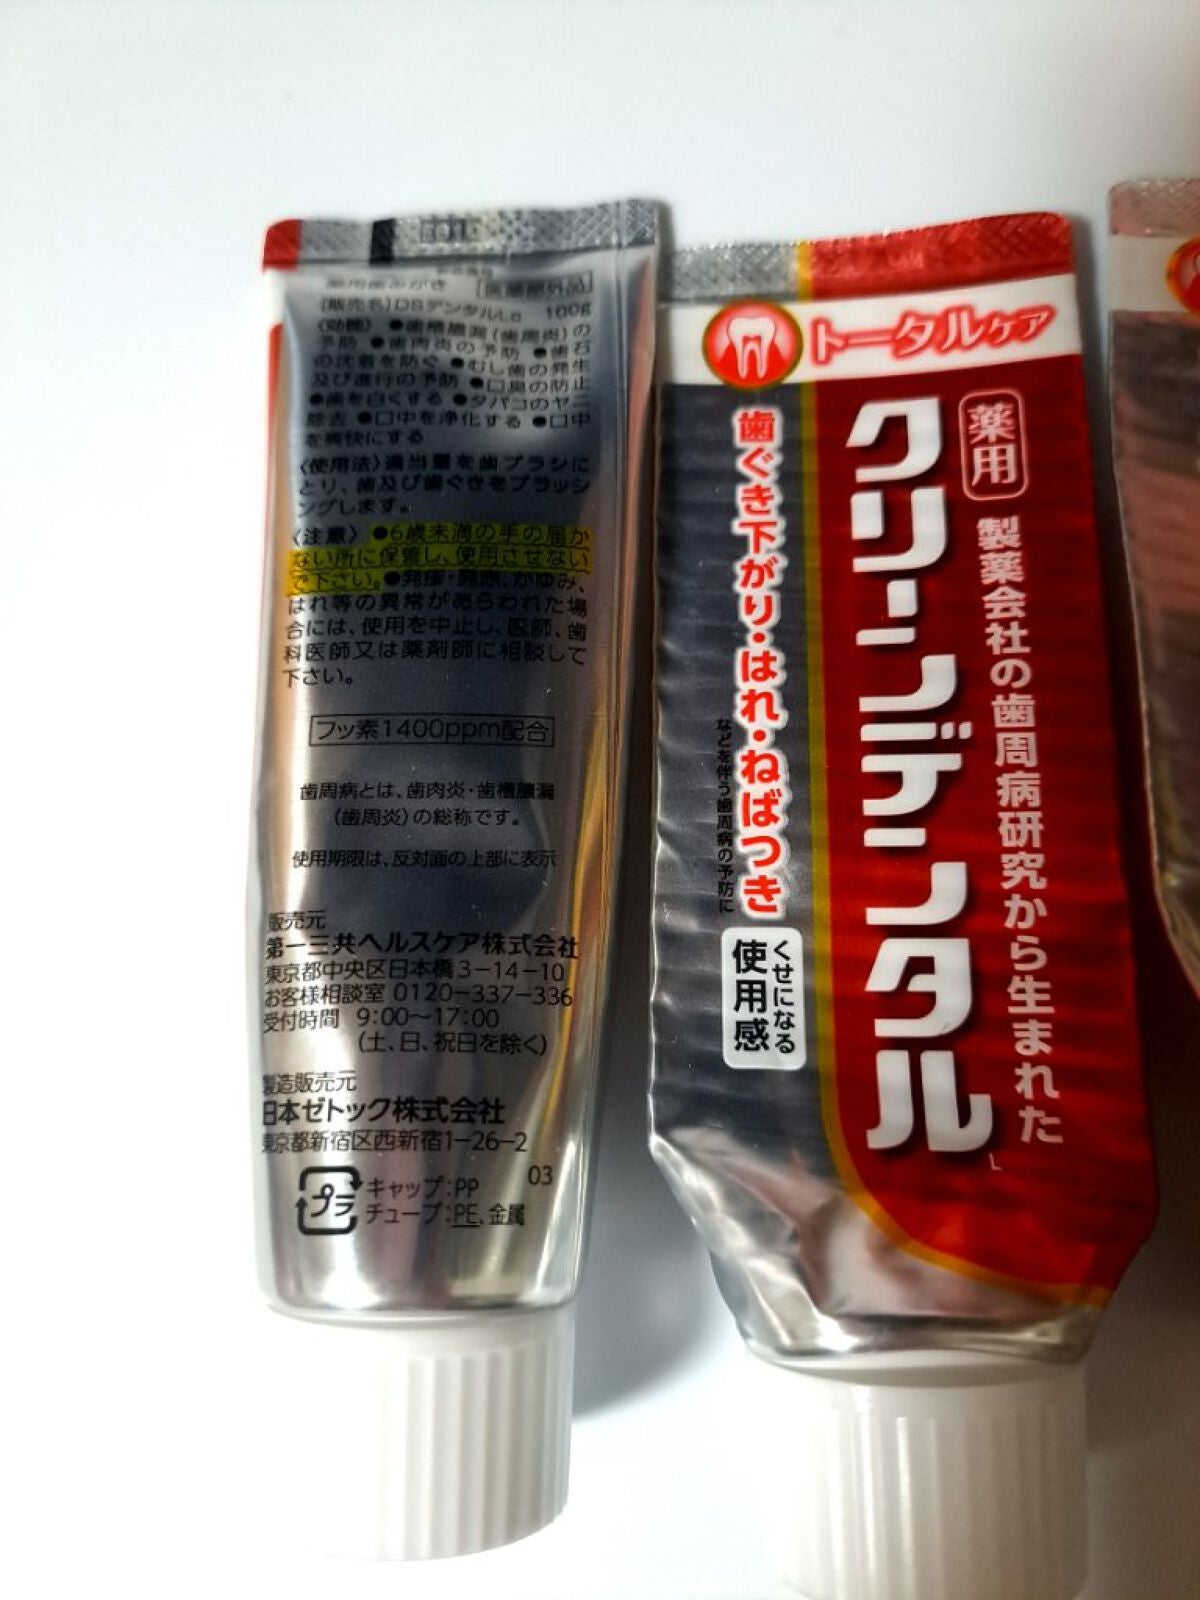 薬用歯みがき 医薬部外品
〔販売名〕DSデンタルLc 100g
〈効能〉●歯槽膿漏(歯周炎)の
予防 ●歯肉炎の予防 ●歯石
の沈着を防ぐ ●むし歯の発生
及び進行の予防 ●口臭の防止
●歯を白くする ●タバコのヤニ
除去 ●口中を浄化する ●口中
を爽快にする
〈使用法〉適当量を歯ブラシに
とり、歯及び歯ぐきをブラッシ
ングします。
〈注意〉●6歳未満の手の届か
ない所に保管し、使用させない
で下さい。●発疹・発赤、かゆみ、
はれ等の異常があらわれた場
合には、使用を中止し、医師、歯
科医師又は薬剤師に相談して
下さい。
フッ素1400ppm配合
歯周病とは、歯肉炎・歯槽膿漏
(歯周炎)の総称です。
使用期限は、反対面の上部に表示
販売元
第一三共ヘルスケア株式会社
東京都中央区日本橋3-14-10
お客様相談室 0120-337-336
受付時間 9:00〜17:00
(土、日、祝日を除く)
製造販売元
日本ゼトック株式会社
東京都新宿区西新宿1-26-2
03
プラ
キャップ:PP
チューブ:PE、金属
トータルケア
薬用
製薬会社の歯周病研究から生まれた
クリーンデンタル
L
歯ぐき下がり・はれ・ねばつき
などを伴う歯周病の予防に
くせになる
使用感